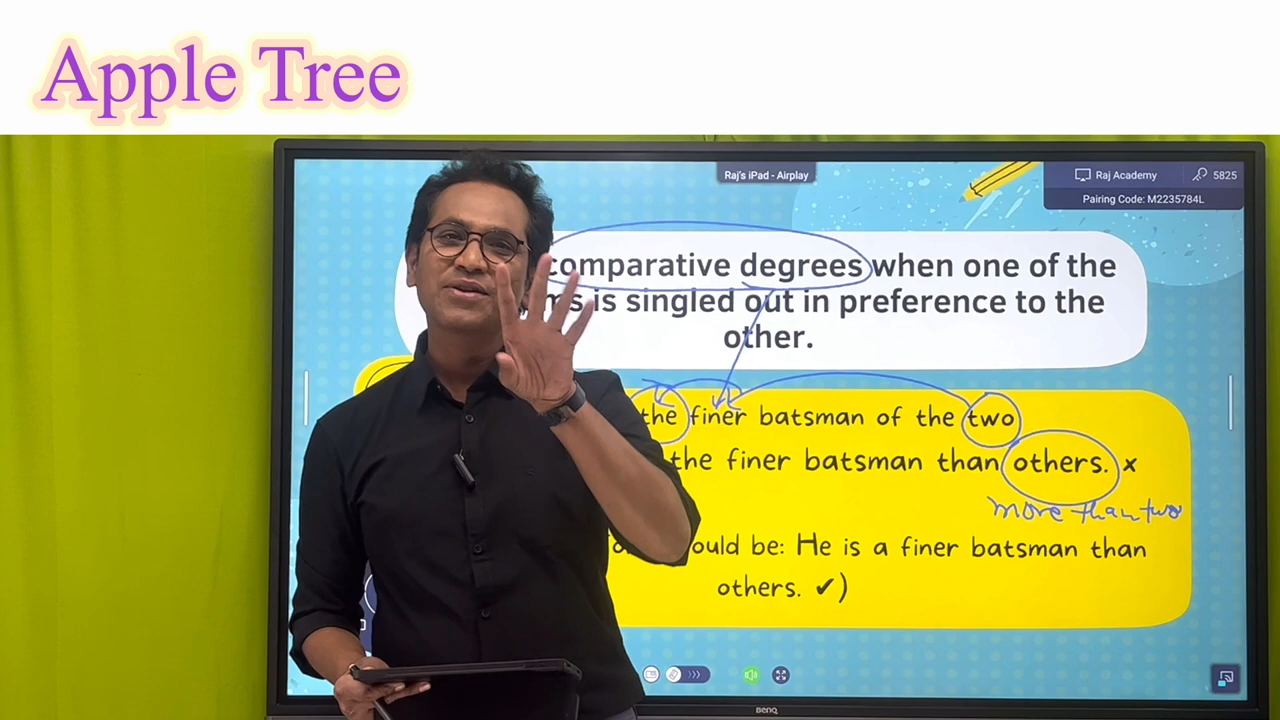 Apple Tree
Raj's iPad - Airplay
Raj Academy
5825
Pairing Code: M2235784L
comparative degrees when one of the
is singled out in preference to the
other.
the finer batsman of the two
the finer batsman than others. x
more than two
be: He is a finer batsman than
others. ✔)
BenQ